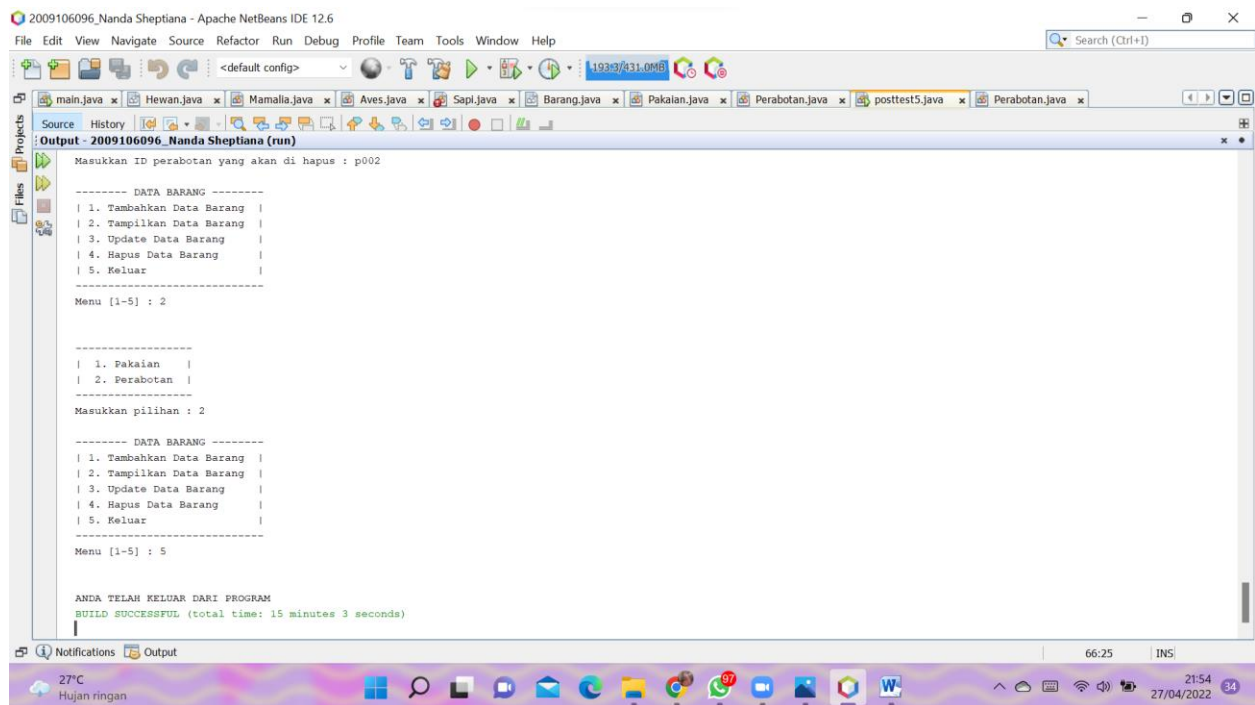 2009106096_Nanda Sheptiana - Apache NetBeans IDE 12.6
File Edit View Navigate Source Refactor Run Debug Profile Team Tools Window Help
Search (Ctrl+I)
<default config>
193.3/431.0MB
main.java Hewan.java Mamalia.java Aves.java Sapi.java Barang.java Pakaian.java Perabotan.java posttest5.java Perabotan.java
Source History
Projects
Files
Output - 2009106096_Nanda Sheptiana (run)
Masukkan ID perabotan yang akan di hapus : p002
-------- DATA BARANG --------
| 1. Tambahkan Data Barang |
| 2. Tampilkan Data Barang |
| 3. Update Data Barang |
| 4. Hapus Data Barang |
| 5. Keluar |
-----------------------------
Menu [1-5] : 2
------------------
| 1. Pakaian |
| 2. Perabotan |
------------------
Masukkan pilihan : 2
-------- DATA BARANG --------
| 1. Tambahkan Data Barang |
| 2. Tampilkan Data Barang |
| 3. Update Data Barang |
| 4. Hapus Data Barang |
| 5. Keluar |
-----------------------------
Menu [1-5] : 5
ANDA TELAH KELUAR DARI PROGRAM
BUILD SUCCESSFUL (total time: 15 minutes 3 seconds)
Notifications Output
66:25 INS
27°C
Hujan ringan
97
W
21:54
27/04/2022
34